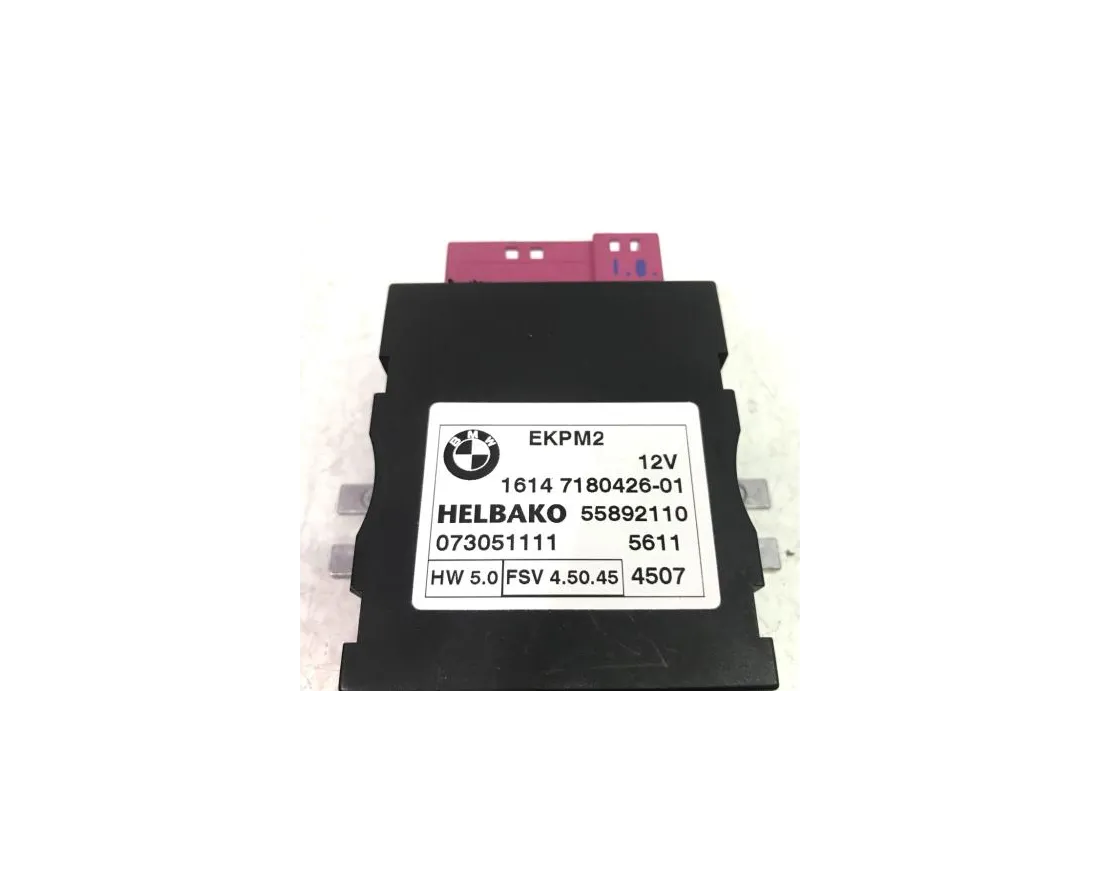 1.0.
BMW
EKPM2
12V
1614 7180426-01
HELBAKO 55892110
073051111 5611
HW 5.0 FSV 4.50.45 4507